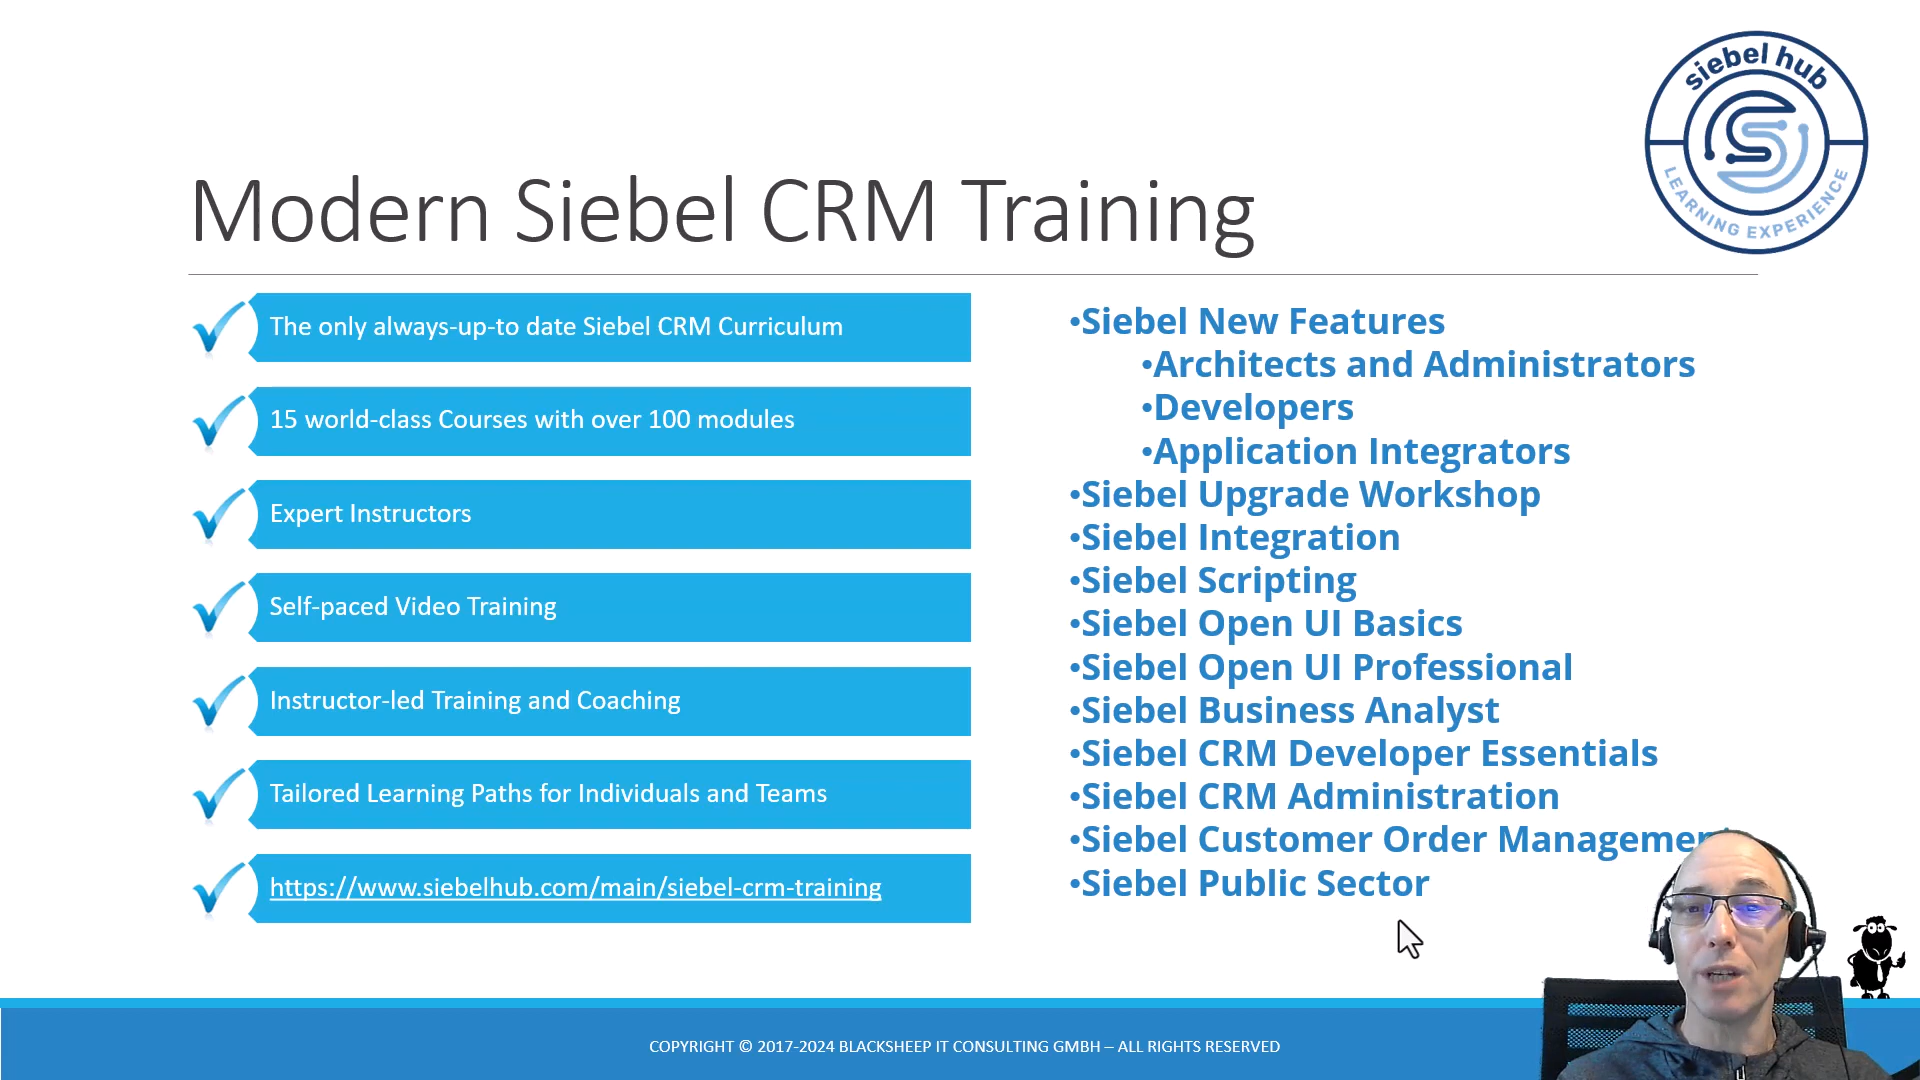 siebel hub
LEARNING EXPERIENCE
Modern Siebel CRM Training
The only always-up-to date Siebel CRM Curriculum
15 world-class Courses with over 100 modules
Expert Instructors
Self-paced Video Training
Instructor-led Training and Coaching
Tailored Learning Paths for Individuals and Teams
https://www.siebelhub.com/main/siebel-crm-training
•Siebel New Features
•Architects and Administrators
•Developers
•Application Integrators
•Siebel Upgrade Workshop
•Siebel Integration
•Siebel Scripting
•Siebel Open UI Basics
•Siebel Open UI Professional
•Siebel Business Analyst
•Siebel CRM Developer Essentials
•Siebel CRM Administration
•Siebel Customer Order Management
•Siebel Public Sector
COPYRIGHT © 2017-2024 BLACKSHEEP IT CONSULTING GMBH – ALL RIGHTS RESERVED